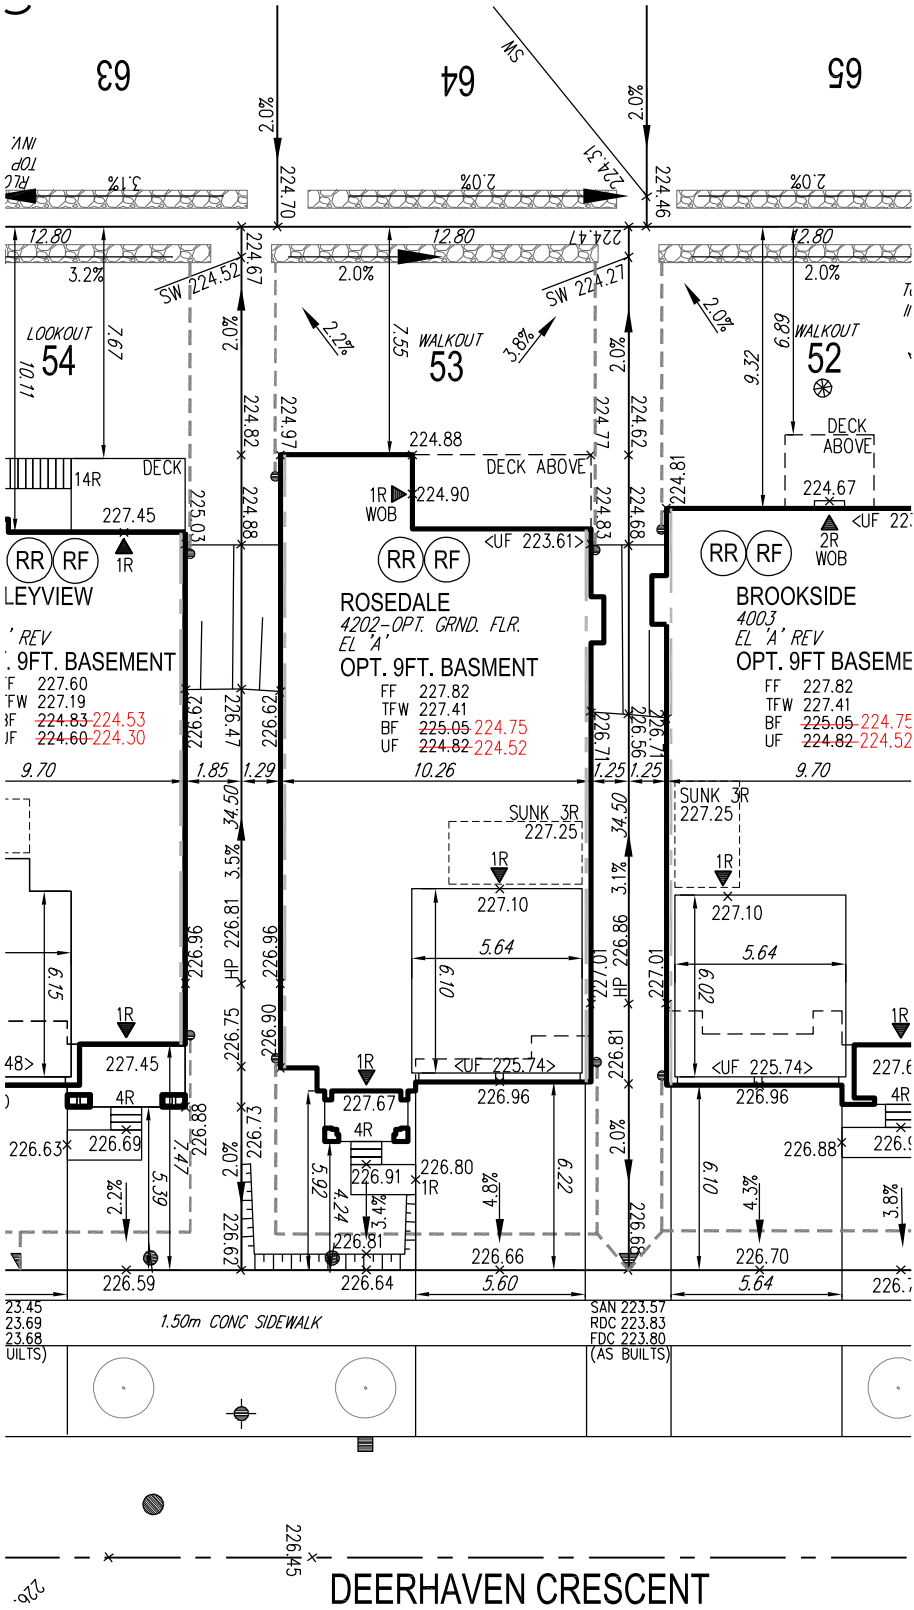 63
64
65
2.0%
SW
2.0%
INV.
TOP
3.1%
224.70
2.0%
224.31
224.46
2.0%
12.80
12.80
224.47
12.80
3.2%
SW 224.52
224.67
2.0%
SW 224.27
2.0%
LOOKOUT
54
10.11
7.67
2.0%
2.2%
7.55
WALKOUT
53
3.8%
2.0%
2.0%
9.32
6.89
WALKOUT
52
DECK
ABOVE
224.82
224.97
224.88
DECK ABOVE
224.77
224.62
224.81
14R
DECK
227.45
1R
225.03
224.88
1R
WOB
224.90
<UF 223.61>
224.83
224.68
224.67
2R
WOB
<UF
RR
RF
RR
RF
RR
RF
LEYVIEW
' REV
9FT. BASEMENT
227.60
TFW 227.19
BF 224.83 224.53
UF 224.60 224.30
ROSEDALE
4202-OPT. GRND. FLR.
EL 'A'
OPT. 9FT. BASMENT
FF 227.82
TFW 227.41
BF 225.05 224.75
UF 224.82 224.52
BROOKSIDE
4003
EL 'A' REV
OPT. 9FT BASEME
FF 227.82
TFW 227.41
BF 225.05 224.75
UF 224.82 224.52
226.92
226.47
226.92
226.71
226.56
226.71
9.70
1.85
1.29
10.26
1.25
1.25
9.70
34.50
3.5%
HP 226.81
SUNK 3R
227.25
1R
227.10
34.50
3.1%
HP 226.86
SUNK 3R
227.25
1R
227.10
5.64
5.64
6.15
6.10
6.02
226.96
226.96
227.01
227.01
226.75
226.90
226.81
1R
227.45
1R
227.67
<UF 225.74>
226.96
<UF 225.74>
226.96
1R
48>
4R
4R
4R
226.63
226.69
226.88
226.73
226.91
226.80
1R
226.88
2.2%
5.39
7.47
2.0%
226.62
5.92
4.24
3.4%
226.81
4.8%
6.22
2.0%
226.68
6.10
4.3%
3.8%
226.59
226.64
226.66
226.70
5.60
5.64
23.45
23.69
23.68
UILTS)
1.50m CONC SIDEWALK
SAN 223.57
RDC 223.83
FDC 223.80
(AS BUILTS)
226.45
226.
DEERHAVEN CRESCENT